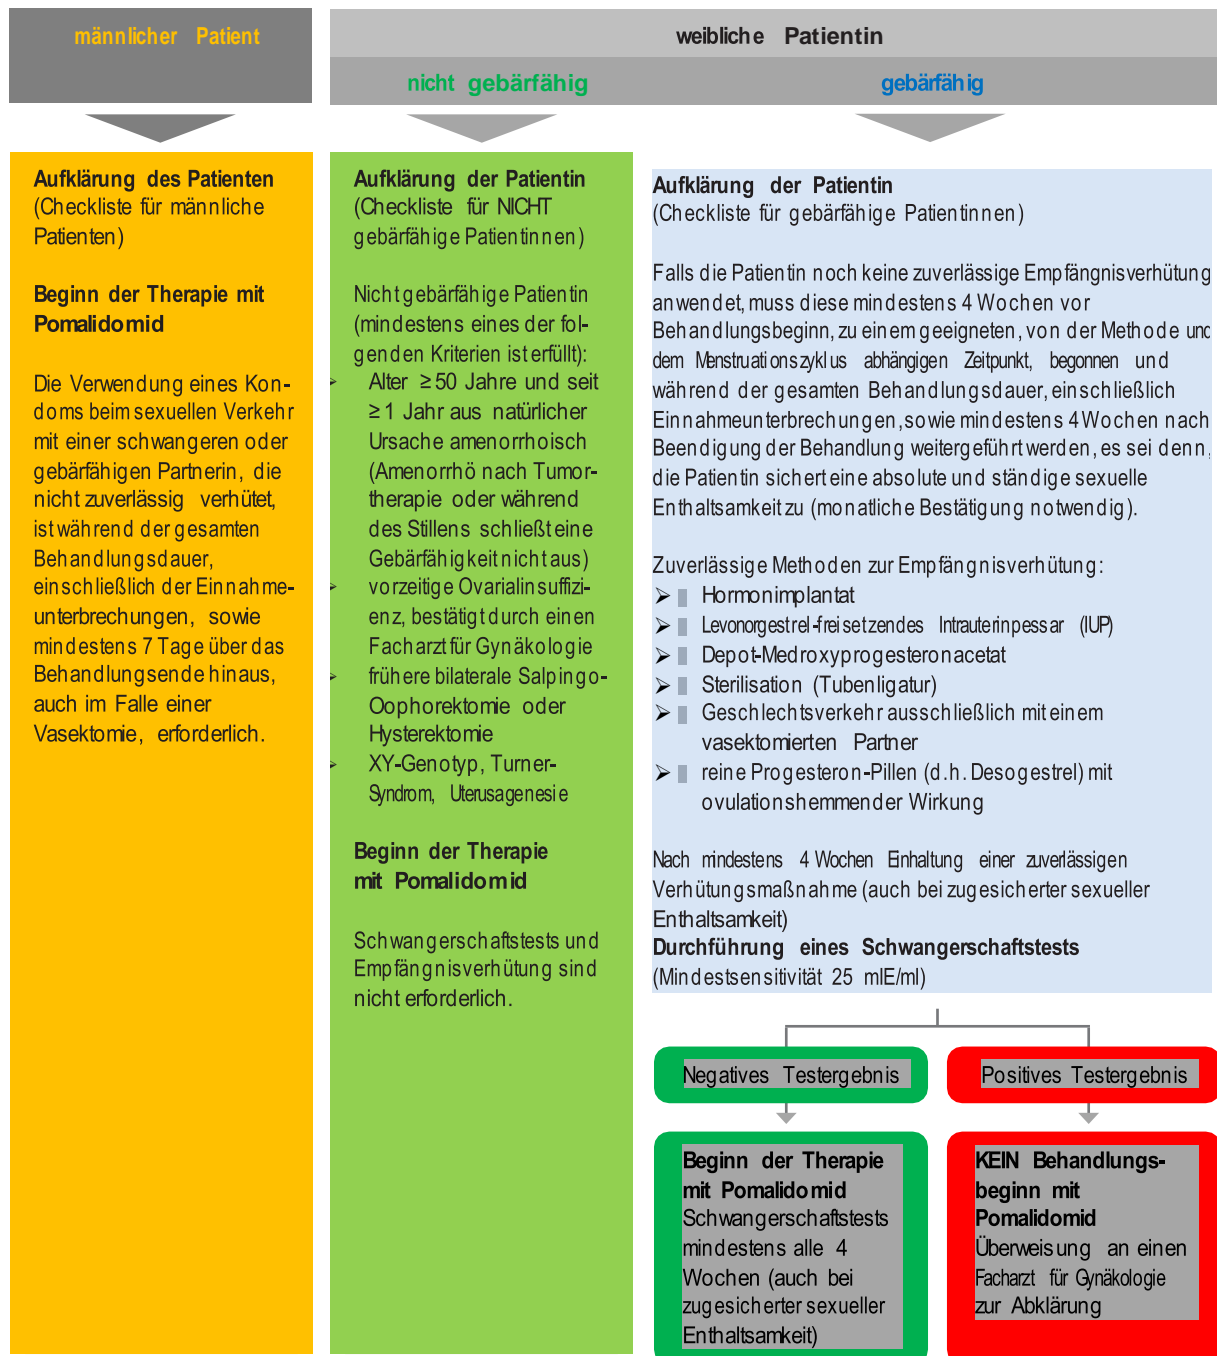 männlicher Patient
weibliche Patientin
nicht gebärfähig
gebärfähig
Aufklärung des Patienten
(Checkliste für männliche
Patienten)
Beginn der Therapie mit
Pomalidomid
Die Verwendung eines Kon-
doms beim sexuellen Verkehr
mit einer schwangeren oder
gebärfähigen Partnerin, die
nicht zuverlässig verhütet,
ist während der gesamten
Behandlungsdauer,
einschließlich der Einnahme-
unterbrechungen, sowie
mindestens 7 Tage über das
Behandlungsende hinaus,
auch im Falle einer
Vasektomie, erforderlich.
Aufklärung der Patientin
(Checkliste für NICHT
gebärfähige Patientinnen)
Nicht gebärfähige Patientin
(mindestens eines der fol-
genden Kriterien ist erfüllt):
➢ Alter ≥ 50 Jahre und seit
≥ 1 Jahr aus natürlicher
Ursache amenorrhoisch
(Amenorrhö nach Tumor-
therapie oder während
des Stillens schließt eine
Gebärfähigkeit nicht aus)
➢ vorzeitige Ovarialinsuffizi-
enz, bestätigt durch einen
Facharzt für Gynäkologie
➢ frühere bilaterale Salpingo-
Oophorektomie oder
Hysterektomie
➢ XY-Genotyp, Turner-
Syndrom, Uterusagenesie
Beginn der Therapie
mit Pomalidomid
Schwangerschaftstests und
Empfängnisverhütung sind
nicht erforderlich.
Aufklärung der Patientin
(Checkliste für gebärfähige Patientinnen)
Falls die Patientin noch keine zuverlässige Empfängnisverhütung
anwendet, muss diese mindestens 4 Wochen vor
Behandlungsbeginn, zu einem geeigneten, von der Methode und
dem Menstruationszyklus abhängigen Zeitpunkt, begonnen und
während der gesamten Behandlungsdauer, einschließlich
Einnahmeunterbrechungen, sowie mindestens 4 Wochen nach
Beendigung der Behandlung weitergeführt werden, es sei denn,
die Patientin sichert eine absolute und ständige sexuelle
Enthaltsamkeit zu (monatliche Bestätigung notwendig).
Zuverlässige Methoden zur Empfängnisverhütung:
➢ Hormonimplantat
➢ Levonorgestrel-freisetzendes Intrauterinpessar (IUP)
➢ Depot-Medroxyprogesteronacetat
➢ Sterilisation (Tubenligatur)
➢ Geschlechtsverkehr ausschließlich mit einem
vasektomierten Partner
➢ reine Progesteron-Pillen (d.h. Desogestrel) mit
ovulationshemmender Wirkung
Nach mindestens 4 Wochen Einhaltung einer zuverlässigen
Verhütungsmaßnahme (auch bei zugesicherter sexueller
Enthaltsamkeit)
Durchführung eines Schwangerschaftstests
(Mindestsensitivität 25 mIE/ml)
Negatives Testergebnis
Beginn der Therapie
mit Pomalidomid
Schwangerschaftstests
mindestens alle 4
Wochen (auch bei
zugesicherter sexueller
Enthaltsamkeit)
Positives Testergebnis
KEIN Behandlungs-
beginn mit
Pomalidomid
Überweisung an einen
Facharzt für Gynäkologie
zur Abklärung